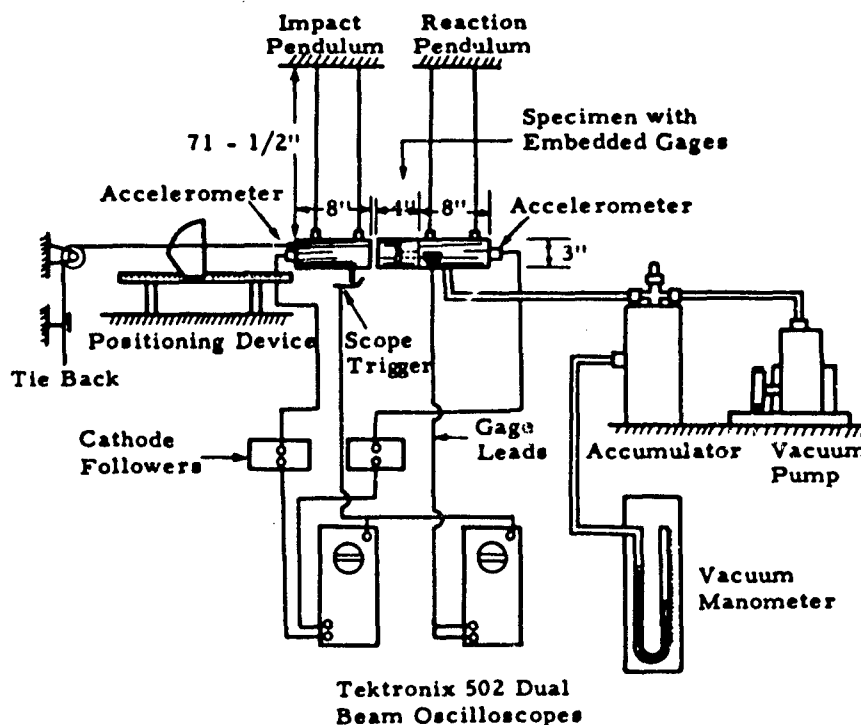 Impact
Pendulum
Reaction
Pendulum
71 - 1/2"
Specimen with
Embedded Gages
Accelerometer
8"
4"
8"
Accelerometer
3"
Positioning Device
Scope
Trigger
Tie Back
Cathode
Followers
Gage
Leads
Accumulator
Vacuum
Pump
Vacuum
Manometer
Tektronix 502 Dual
Beam Oscilloscopes